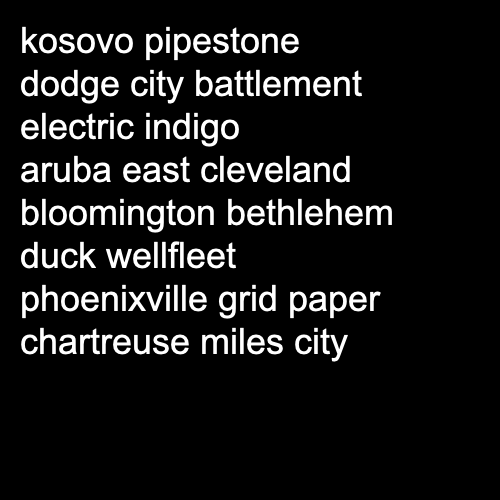 kosovo pipestone
dodge city battlement
electric indigo
aruba east cleveland
bloomington bethlehem
duck wellfleet
phoenixville grid paper
chartreuse miles city